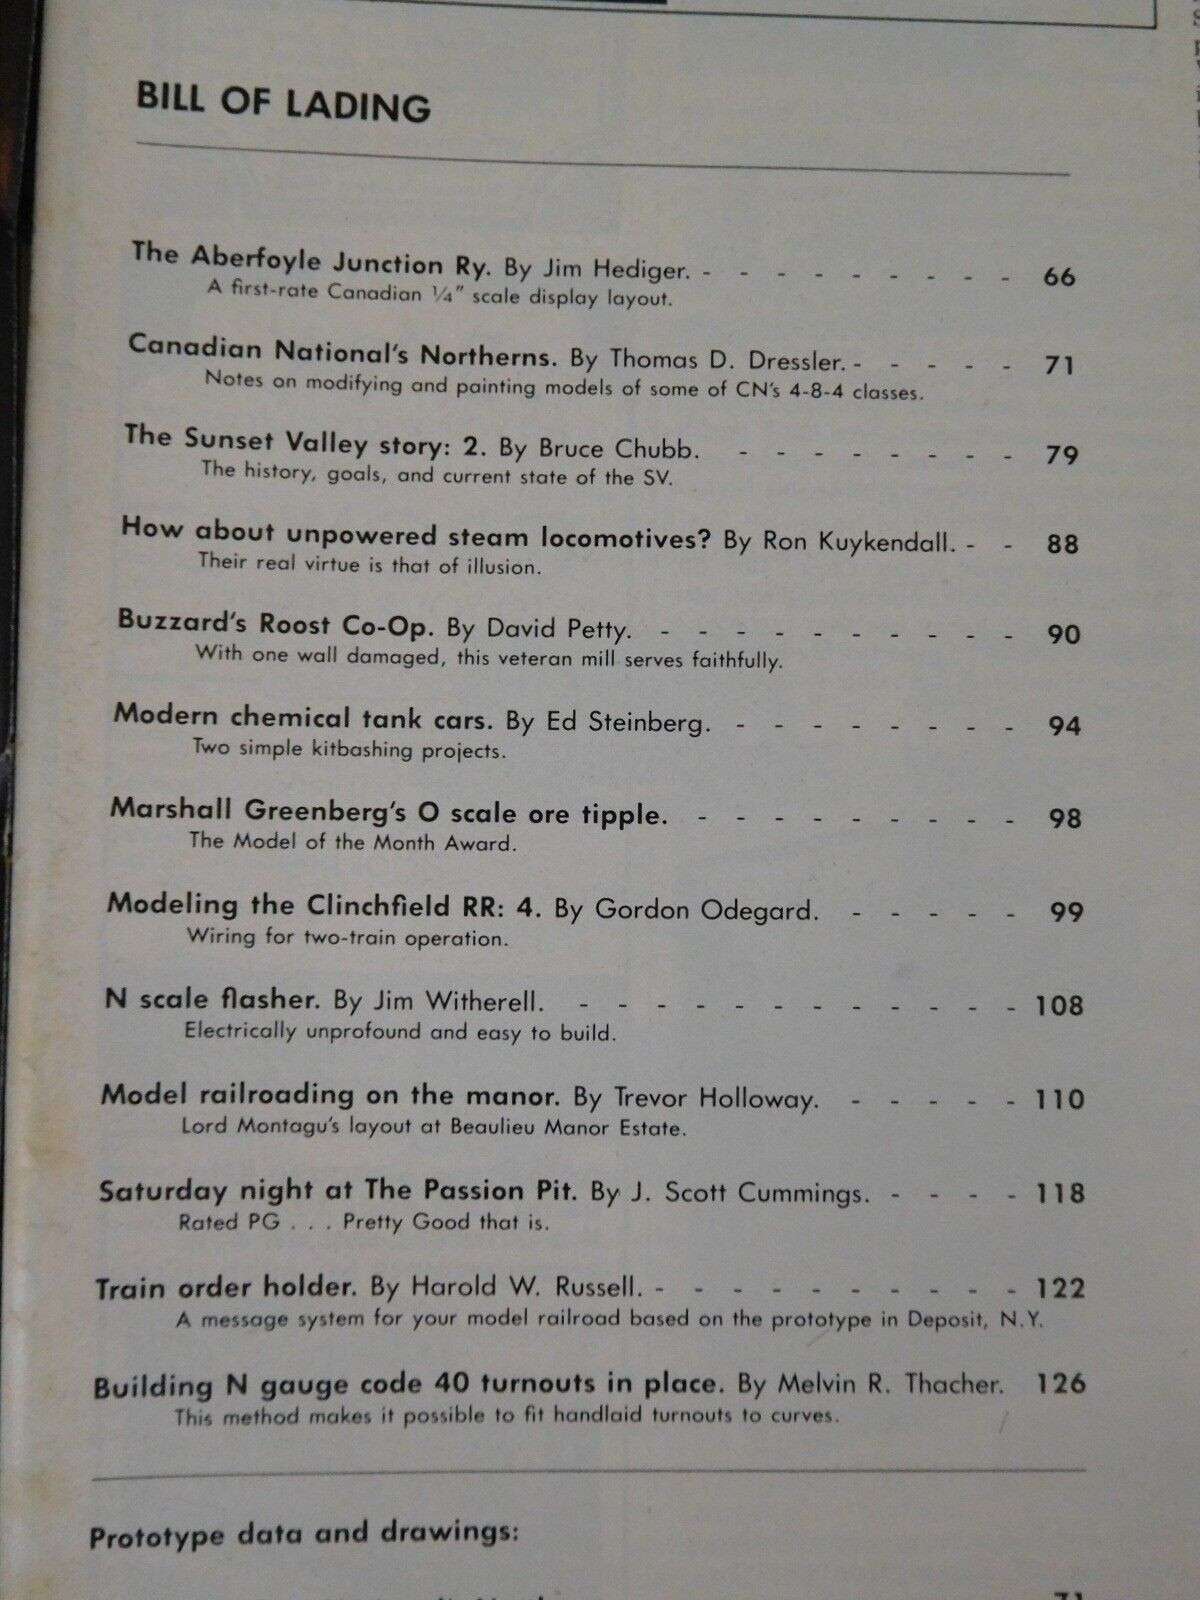 BILL OF LADING
The Aberfoyle Junction Ry. By Jim Hediger. - - - - - - - - - 66
A first-rate Canadian ¼" scale display layout.
Canadian National's Northerns. By Thomas D. Dressler. - - - - - 71
Notes on modifying and painting models of some of CN's 4-8-4 classes.
The Sunset Valley story: 2. By Bruce Chubb. - - - - - - - - 79
The history, goals, and current state of the SV.
How about unpowered steam locomotives? By Ron Kuykendall. - - 88
Their real virtue is that of illusion.
Buzzard's Roost Co-Op. By David Petty. - - - - - - - - - - 90
With one wall damaged, this veteran mill serves faithfully.
Modern chemical tank cars. By Ed Steinberg. - - - - - - - - 94
Two simple kitbashing projects.
Marshall Greenberg's O scale ore tipple. - - - - - - - - - 98
The Model of the Month Award.
Modeling the Clinchfield RR: 4. By Gordon Odegard. - - - - - 99
Wiring for two-train operation.
N scale flasher. By Jim Witherell. - - - - - - - - - - - - 108
Electrically unprofound and easy to build.
Model railroading on the manor. By Trevor Holloway. - - - - - 110
Lord Montagu's layout at Beaulieu Manor Estate.
Saturday night at The Passion Pit. By J. Scott Cummings. - - - - 118
Rated PG . . . Pretty Good that is.
Train order holder. By Harold W. Russell. - - - - - - - - - - 122
A message system for your model railroad based on the prototype in Deposit, N.Y.
Building N gauge code 40 turnouts in place. By Melvin R. Thacher. 126
This method makes it possible to fit handlaid turnouts to curves.
Prototype data and drawings:
71